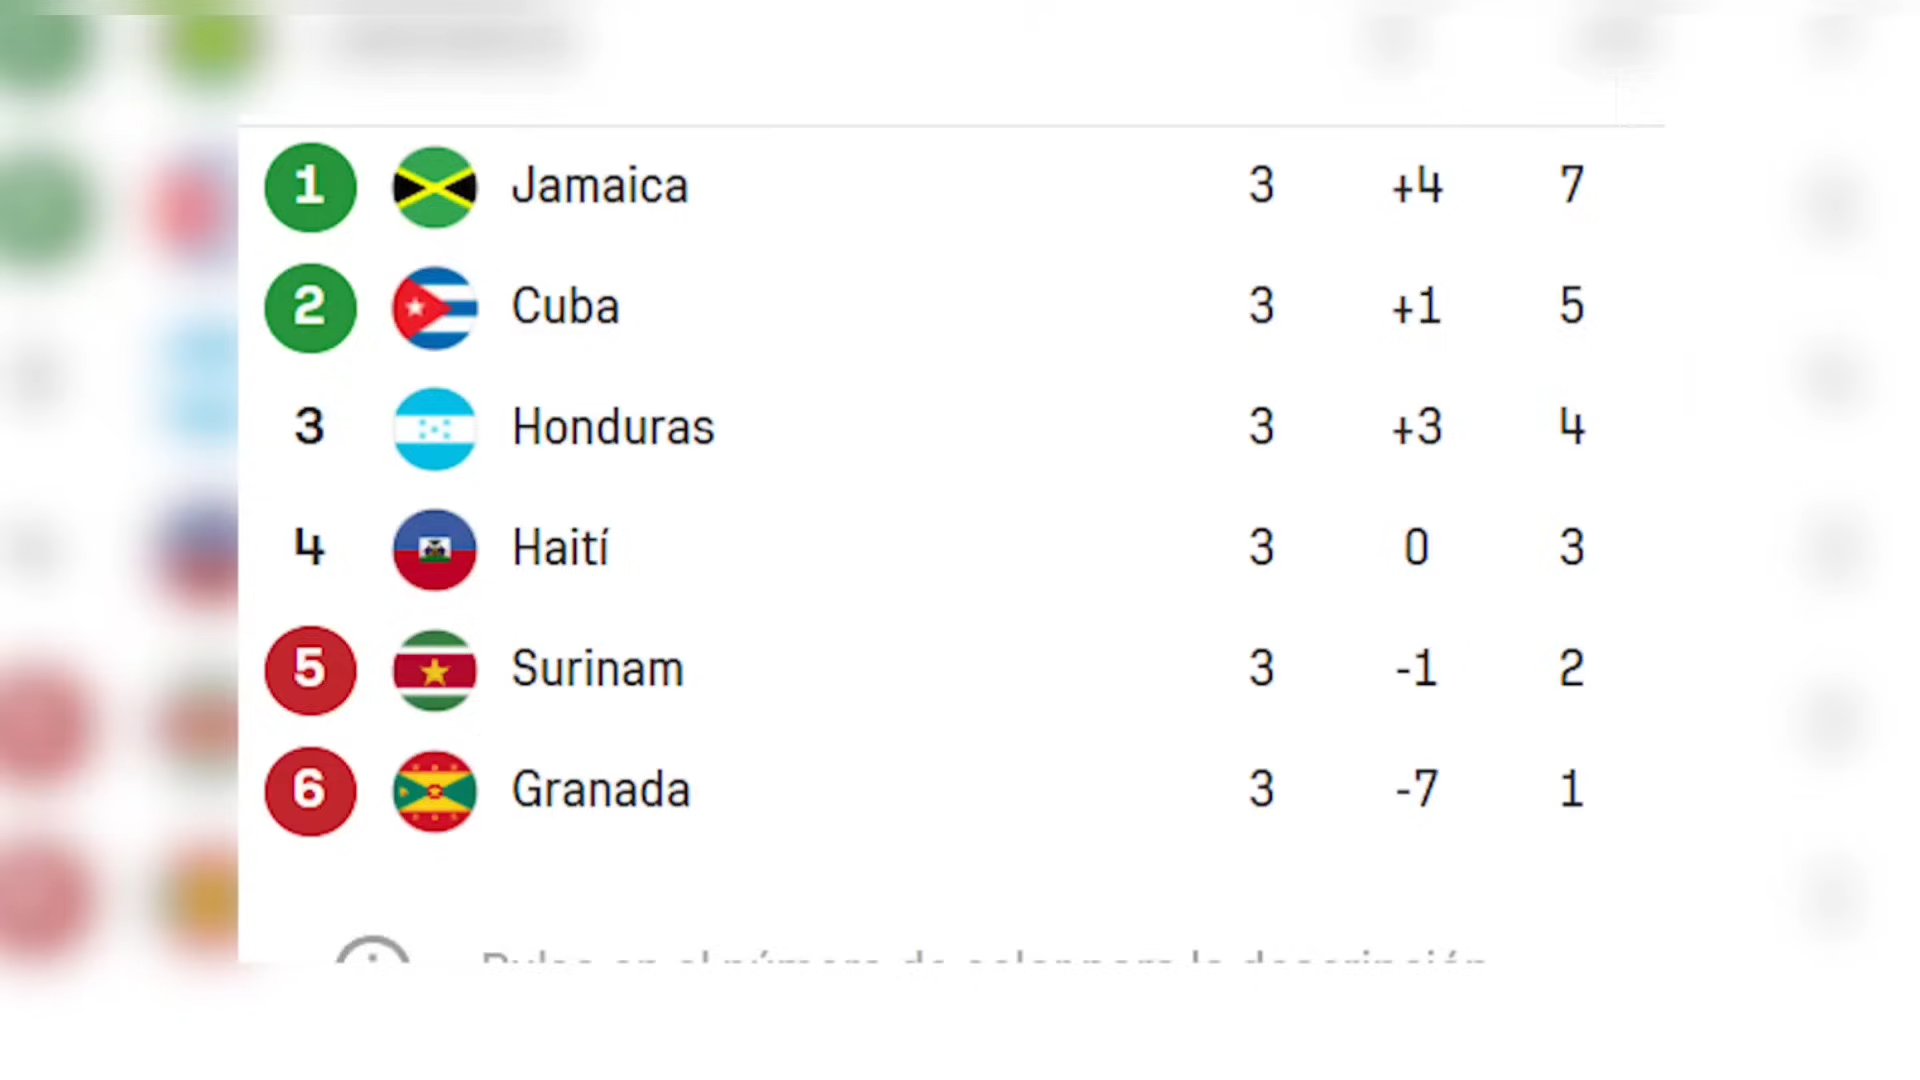 1 Jamaica 3 +4 7
2 Cuba 3 +1 5
3 Honduras 3 +3 4
4 Haití 3 0 3
5 Surinam 3 -1 2
6 Granada 3 -7 1